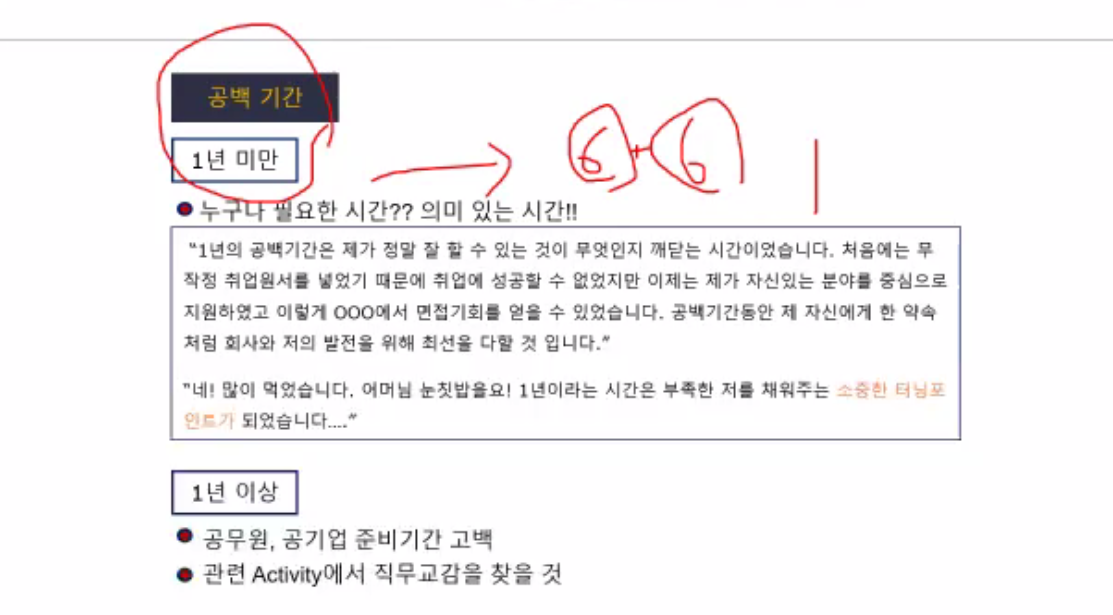 공백 기간
1년 미만
6 + 6
누구나 필요한 시간?? 의미 있는 시간!!
"1년의 공백기간은 제가 정말 잘 할 수 있는 것이 무엇인지 깨닫는 시간이었습니다. 처음에는 무
작정 취업원서를 넣었기 때문에 취업에 성공할 수 없었지만 이제는 제가 자신있는 분야를 중심으로
지원하였고 이렇게 OOO에서 면접기회를 얻을 수 있었습니다. 공백기간동안 제 자신에게 한 약속
처럼 회사와 저의 발전을 위해 최선을 다할 것 입니다."
"네! 많이 먹었습니다. 어머님 눈칫밥을요! 1년이라는 시간은 부족한 저를 채워주는 소중한 터닝포
인트가 되었습니다...."
1년 이상
공무원, 공기업 준비기간 고백
관련 Activity에서 직무교감을 찾을 것